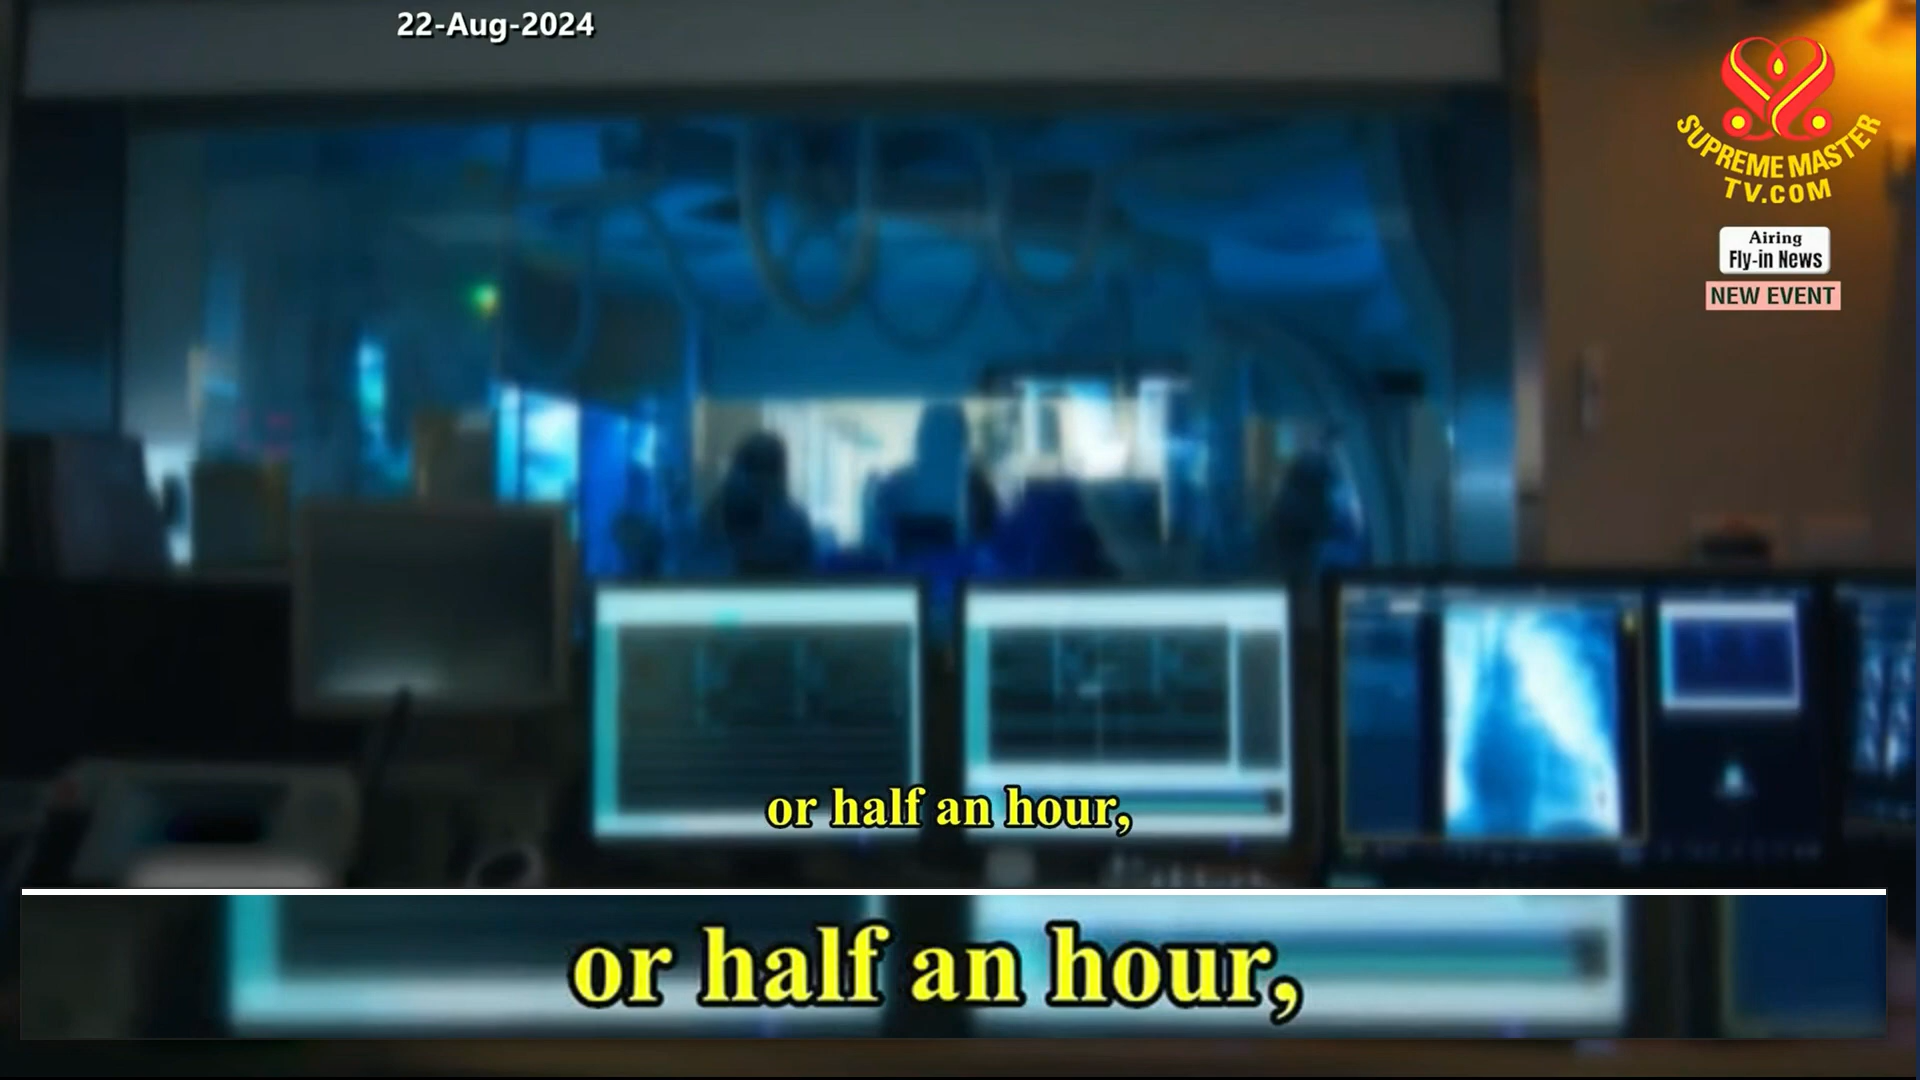 22-Aug-2024
SUPREME MASTER
TV.COM
Airing
Fly-in News
NEW EVENT
or half an hour,
or half an hour,